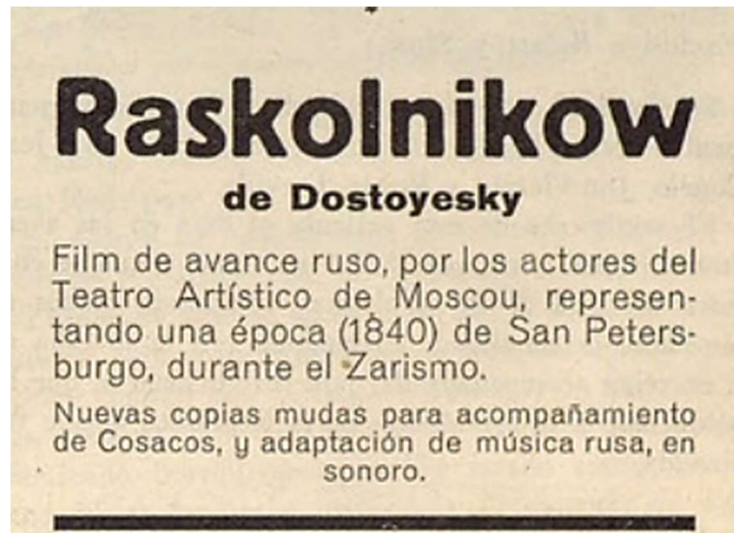 Raskolnikow
de Dostoyesky
Film de avance ruso, por los actores del
Teatro Artístico de Moscou, represen-
tando una época (1840) de San Peters-
burgo, durante el Zarismo.
Nuevas copias mudas para acompañamiento
de Cosacos, y adaptación de música rusa, en
sonoro.